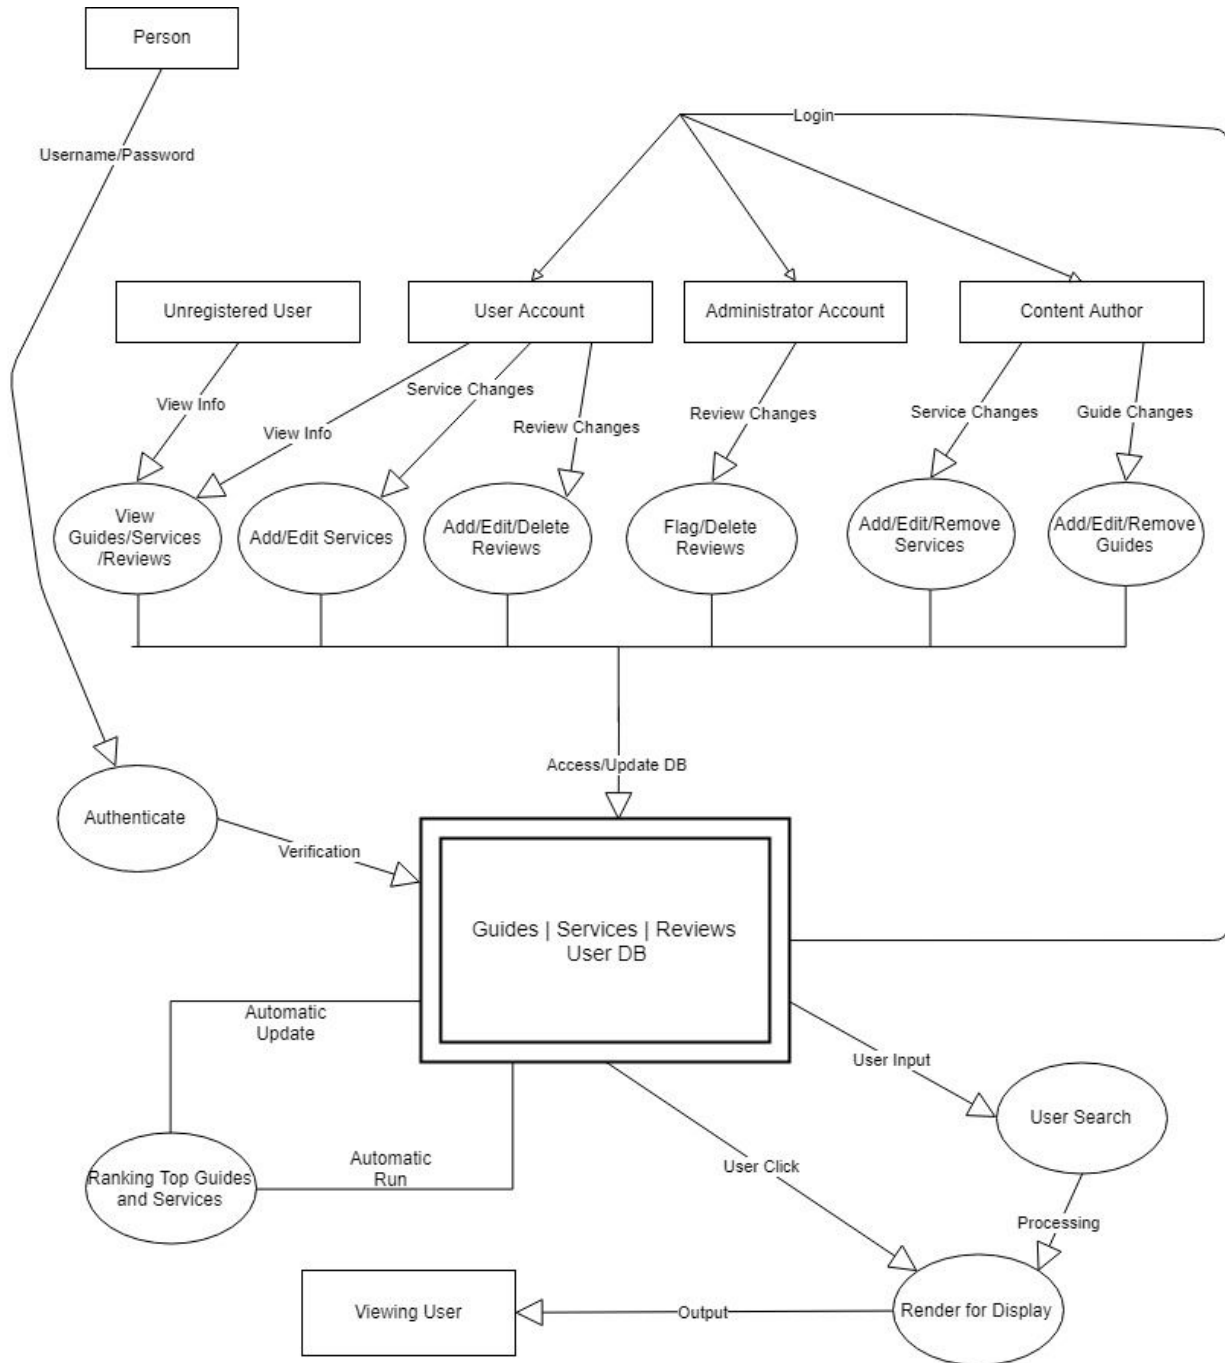 Person
Login
Username/Password
Unregistered User
User Account
Administrator Account
Content Author
View Info
View Info
Service Changes
Review Changes
Review Changes
Service Changes
Guide Changes
View
Guides/Services
/Reviews
Add/Edit Services
Add/Edit/Delete
Reviews
Flag/Delete
Reviews
Add/Edit/Remove
Services
Add/Edit/Remove
Guides
Access/Update DB
Authenticate
Verification
Guides | Services | Reviews
User DB
Automatic
Update
User Input
User Search
Ranking Top Guides
and Services
Automatic
Run
User Click
Processing
Viewing User
Output
Render for Display